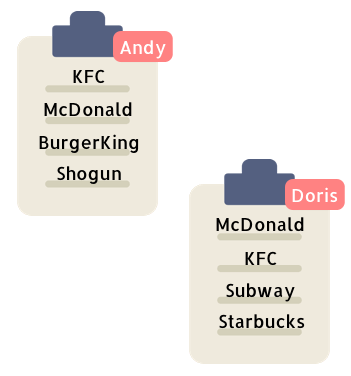 Andy
KFC
McDonald
BurgerKing
Shogun
Doris
McDonald
KFC
Subway
Starbucks